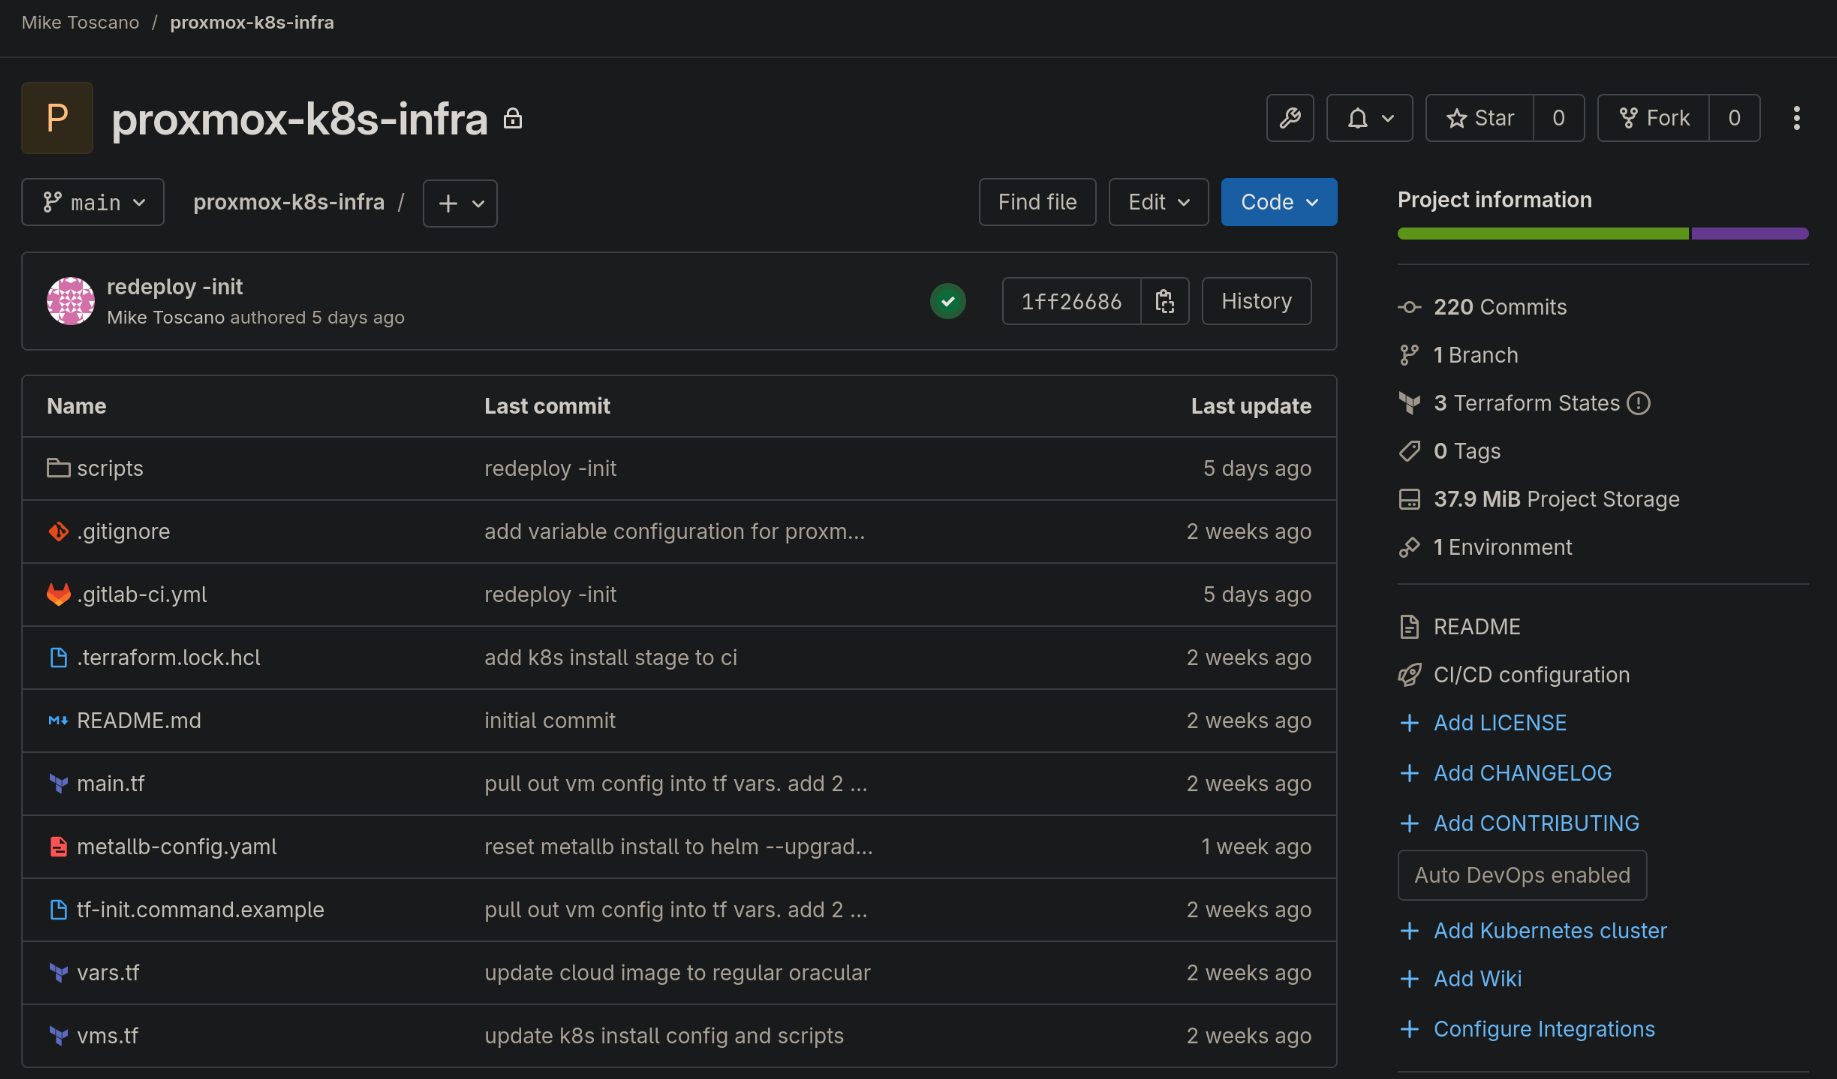 Mike Toscano / proxmox-k8s-infra
P
proxmox-k8s-infra
Star 0
Fork 0
main
proxmox-k8s-infra /
Find file
Edit
Code
redeploy -init
Mike Toscano authored 5 days ago
1ff26686
History
Name Last commit Last update
scripts redeploy -init 5 days ago
.gitignore add variable configuration for proxm... 2 weeks ago
.gitlab-ci.yml redeploy -init 5 days ago
.terraform.lock.hcl add k8s install stage to ci 2 weeks ago
README.md initial commit 2 weeks ago
main.tf pull out vm config into tf vars. add 2 ... 2 weeks ago
metallb-config.yaml reset metallb install to helm --upgrad... 1 week ago
tf-init.command.example pull out vm config into tf vars. add 2 ... 2 weeks ago
vars.tf update cloud image to regular oracular 2 weeks ago
vms.tf update k8s install config and scripts 2 weeks ago
Project information
220 Commits
1 Branch
3 Terraform States
0 Tags
37.9 MiB Project Storage
1 Environment
README
CI/CD configuration
Add LICENSE
Add CHANGELOG
Add CONTRIBUTING
Auto DevOps enabled
Add Kubernetes cluster
Add Wiki
Configure Integrations